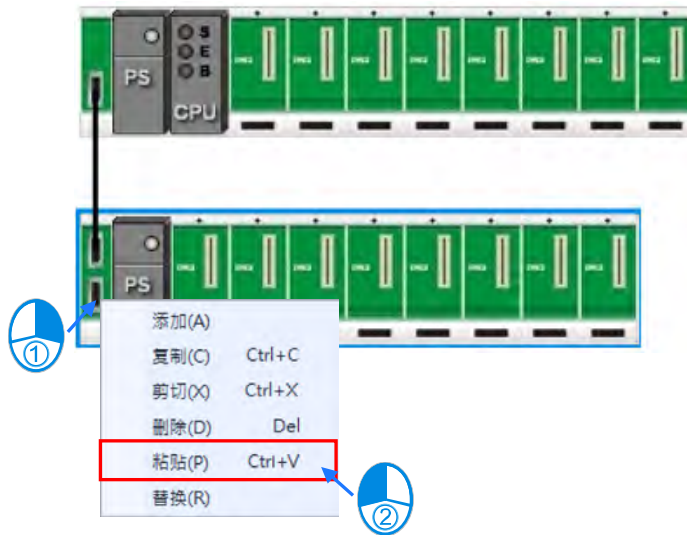 S
E
B
PS
CPU
PS
①
添加(A)
复制(C) Ctrl+C
剪切(X) Ctrl+X
删除(D) Del
粘贴(P) Ctrl+V
替换(R)
②